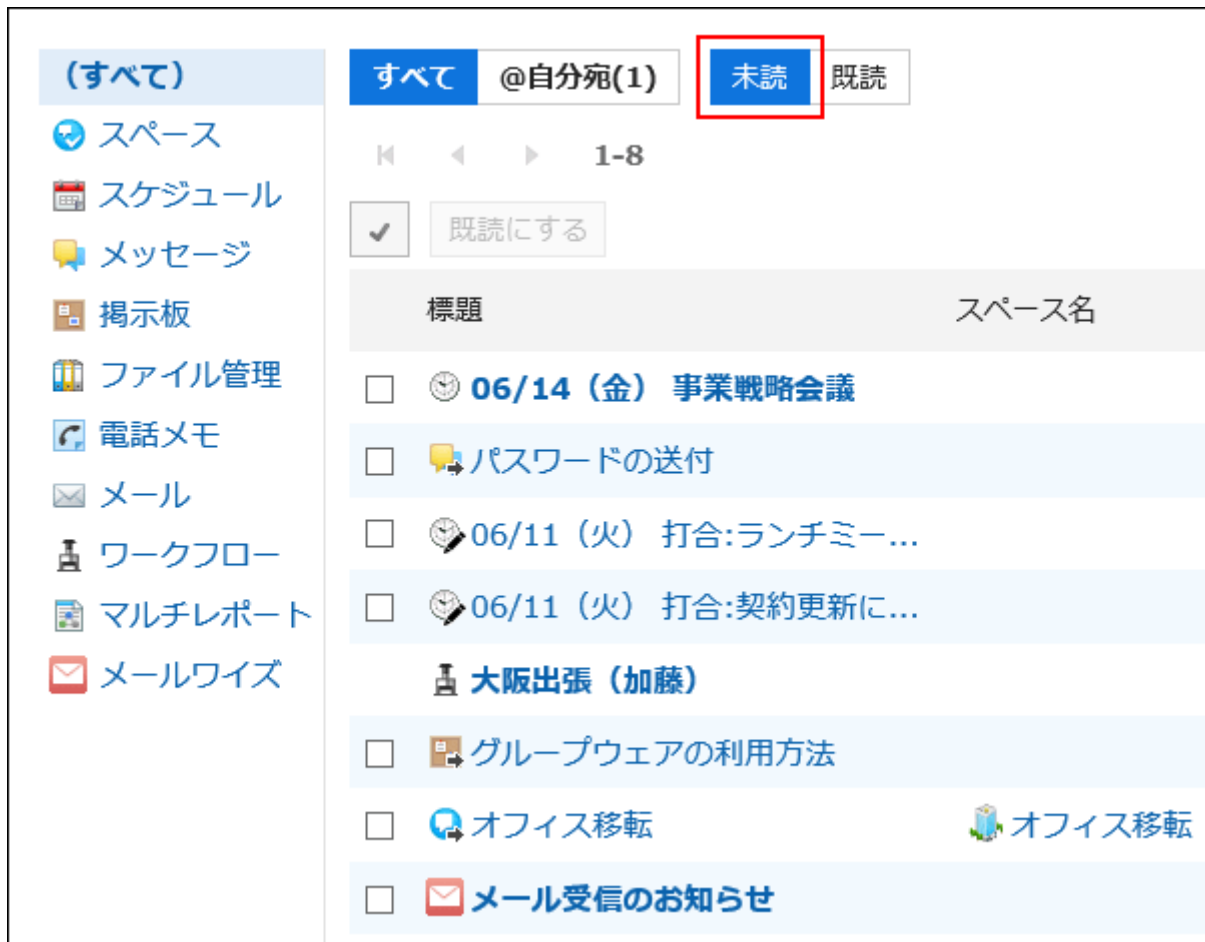 (すべて)
スペース
スケジュール
メッセージ
掲示板
ファイル管理
電話メモ
メール
ワークフロー
マルチレポート
メールワイズ
すべて @自分宛(1) 未読 既読
1-8
既読にする
標題 スペース名
06/14（金） 事業戦略会議
パスワードの送付
06/11（火） 打合:ランチミー...
06/11（火） 打合:契約更新に...
大阪出張（加藤）
グループウェアの利用方法
オフィス移転 オフィス移転
メール受信のお知らせ